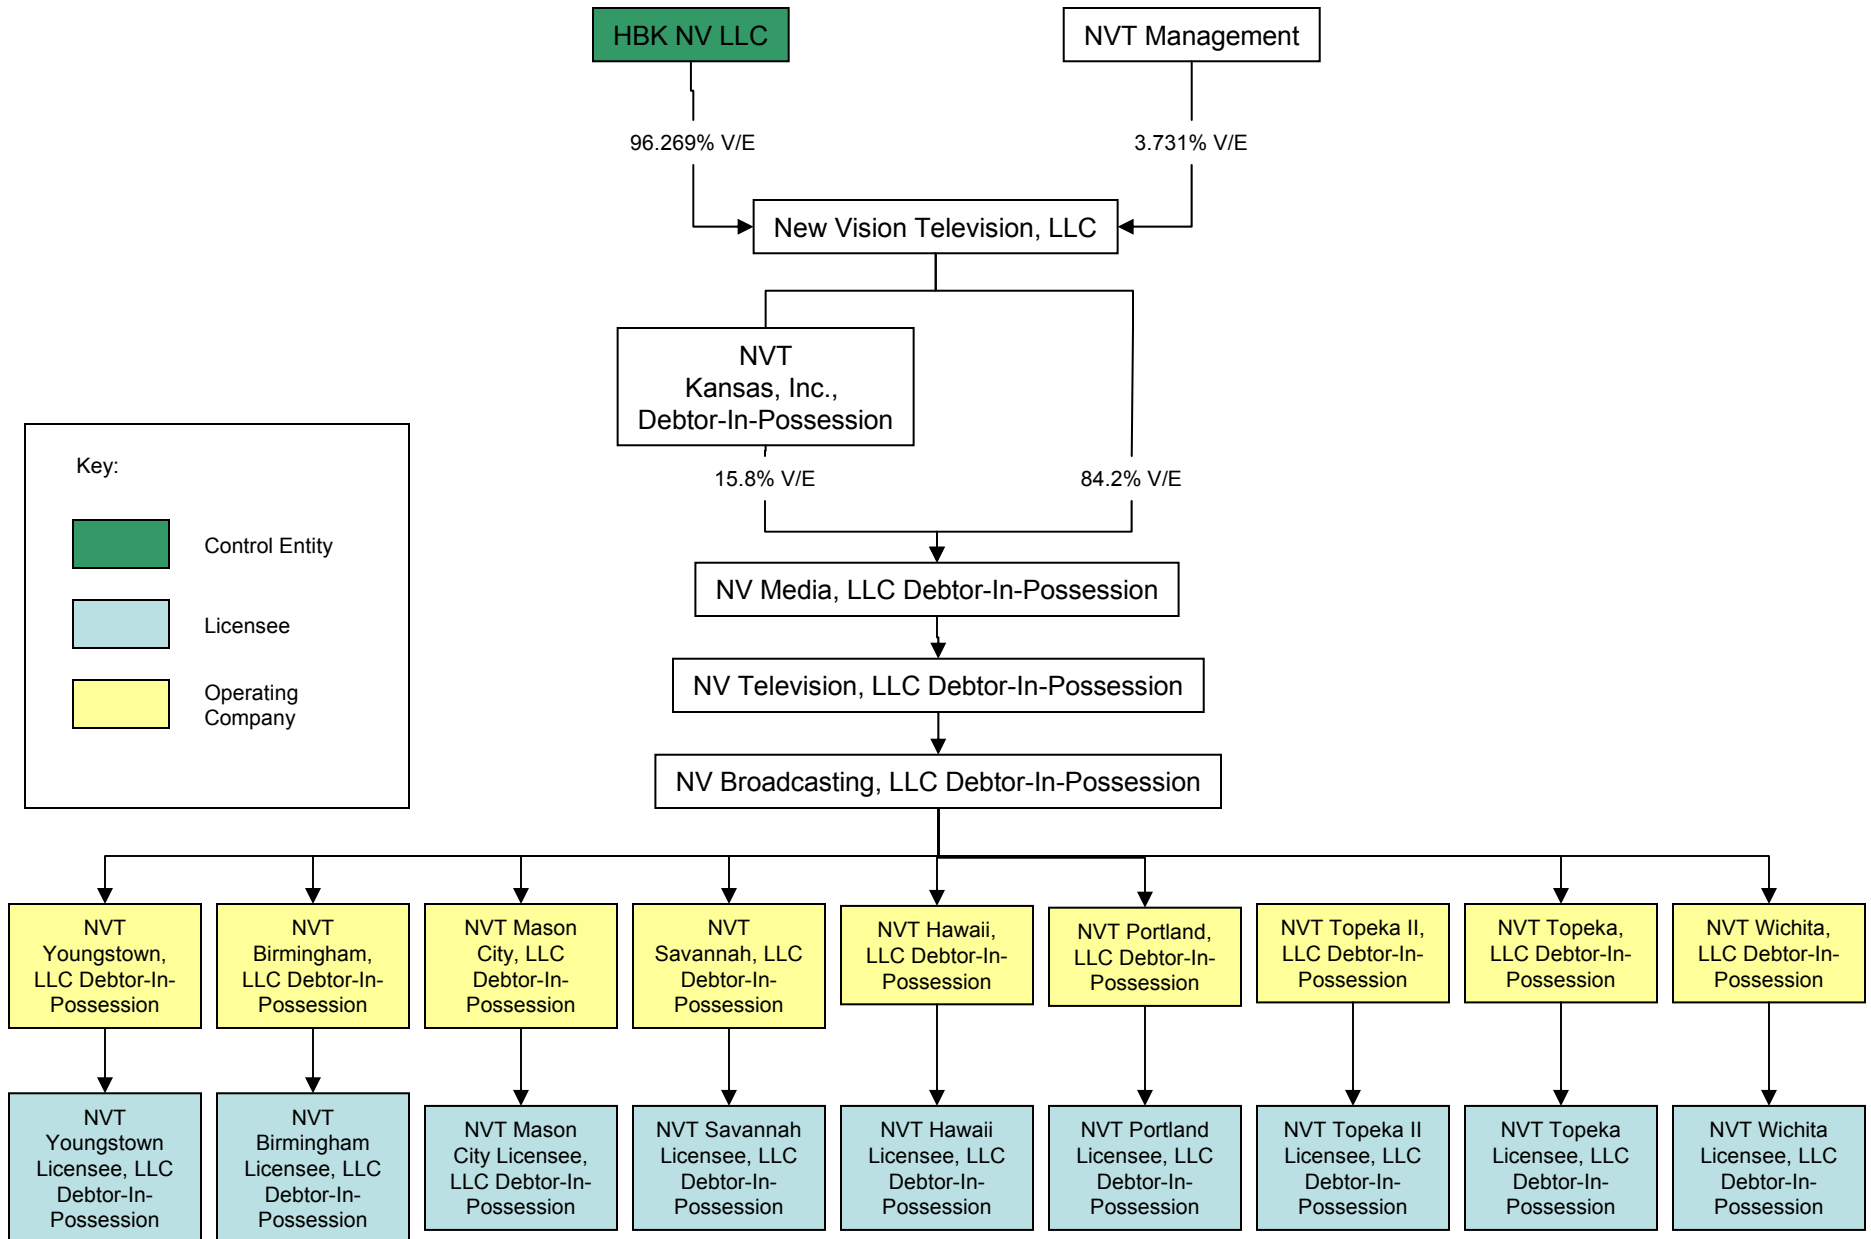 HBK NV LLC
NVT Management
96.269% V/E
3.731% V/E
New Vision Television, LLC
NVT
Kansas, Inc.,
Debtor-In-Possession
15.8% V/E
84.2% V/E
Key:
Control Entity
Licensee
Operating
Company
NV Media, LLC Debtor-In-Possession
NV Television, LLC Debtor-In-Possession
NV Broadcasting, LLC Debtor-In-Possession
NVT
Youngstown,
LLC Debtor-In-
Possession
NVT
Birmingham,
LLC Debtor-In-
Possession
NVT Mason
City, LLC
Debtor-In-
Possession
NVT
Savannah, LLC
Debtor-In-
Possession
NVT Hawaii,
LLC Debtor-In-
Possession
NVT Portland,
LLC Debtor-In-
Possession
NVT Topeka II,
LLC Debtor-In-
Possession
NVT Topeka,
LLC Debtor-In-
Possession
NVT Wichita,
LLC Debtor-In-
Possession
NVT
Youngstown
Licensee, LLC
Debtor-In-
Possession
NVT
Birmingham
Licensee, LLC
Debtor-In-
Possession
NVT Mason
City Licensee,
LLC Debtor-In-
Possession
NVT Savannah
Licensee, LLC
Debtor-In-
Possession
NVT Hawaii
Licensee, LLC
Debtor-In-
Possession
NVT Portland
Licensee, LLC
Debtor-In-
Possession
NVT Topeka II
Licensee, LLC
Debtor-In-
Possession
NVT Topeka
Licensee, LLC
Debtor-In-
Possession
NVT Wichita
Licensee, LLC
Debtor-In-
Possession